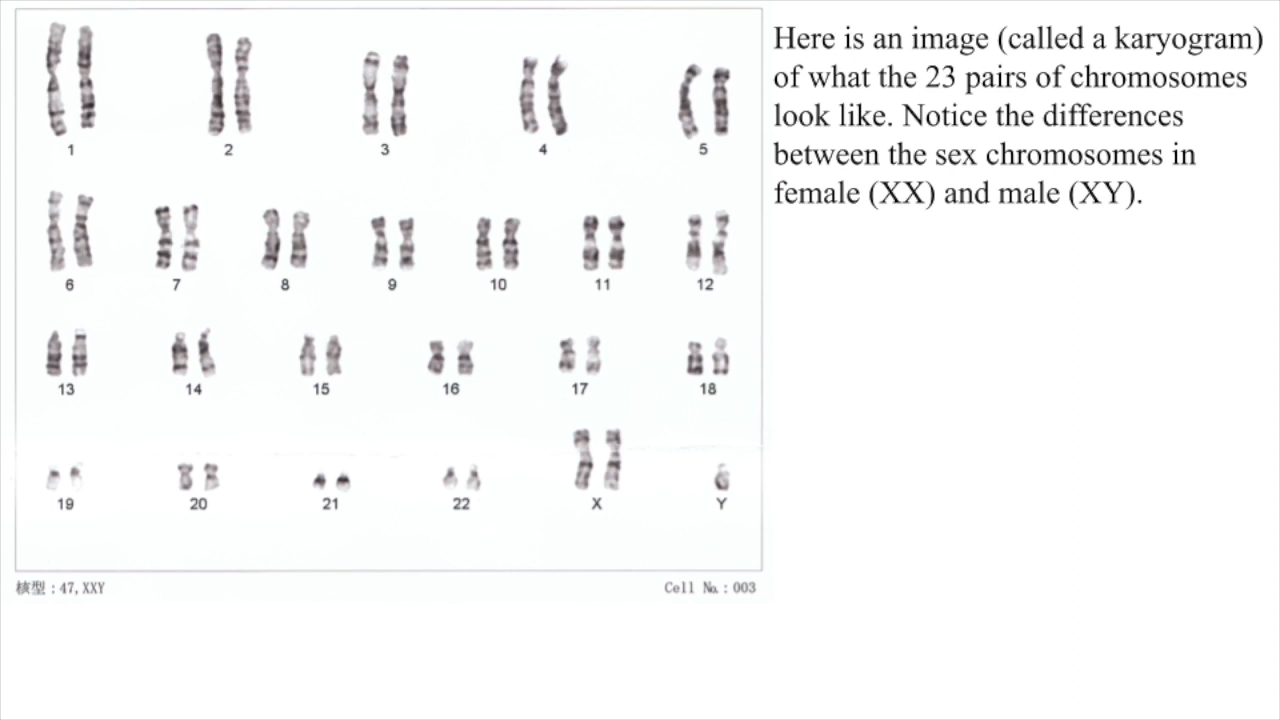 Here is an image (called a karyogram)
of what the 23 pairs of chromosomes
look like. Notice the differences
between the sex chromosomes in
female (XX) and male (XY).
1 2 3 4 5
6 7 8 9 10 11 12
13 14 15 16 17 18
19 20 21 22 X Y
核型：47,XXY Cell №.：003